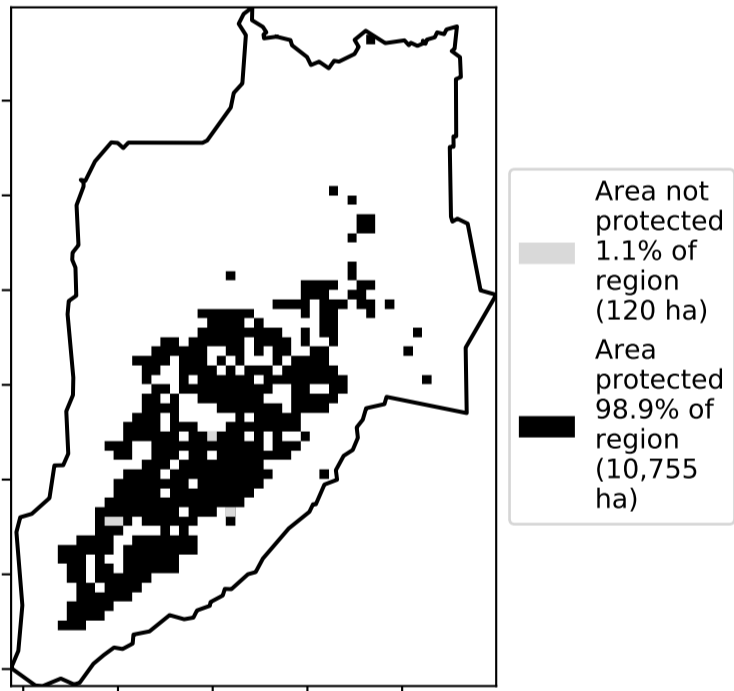 Area not
protected
1.1% of
region
(120 ha)
Area
protected
98.9% of
region
(10,755
ha)